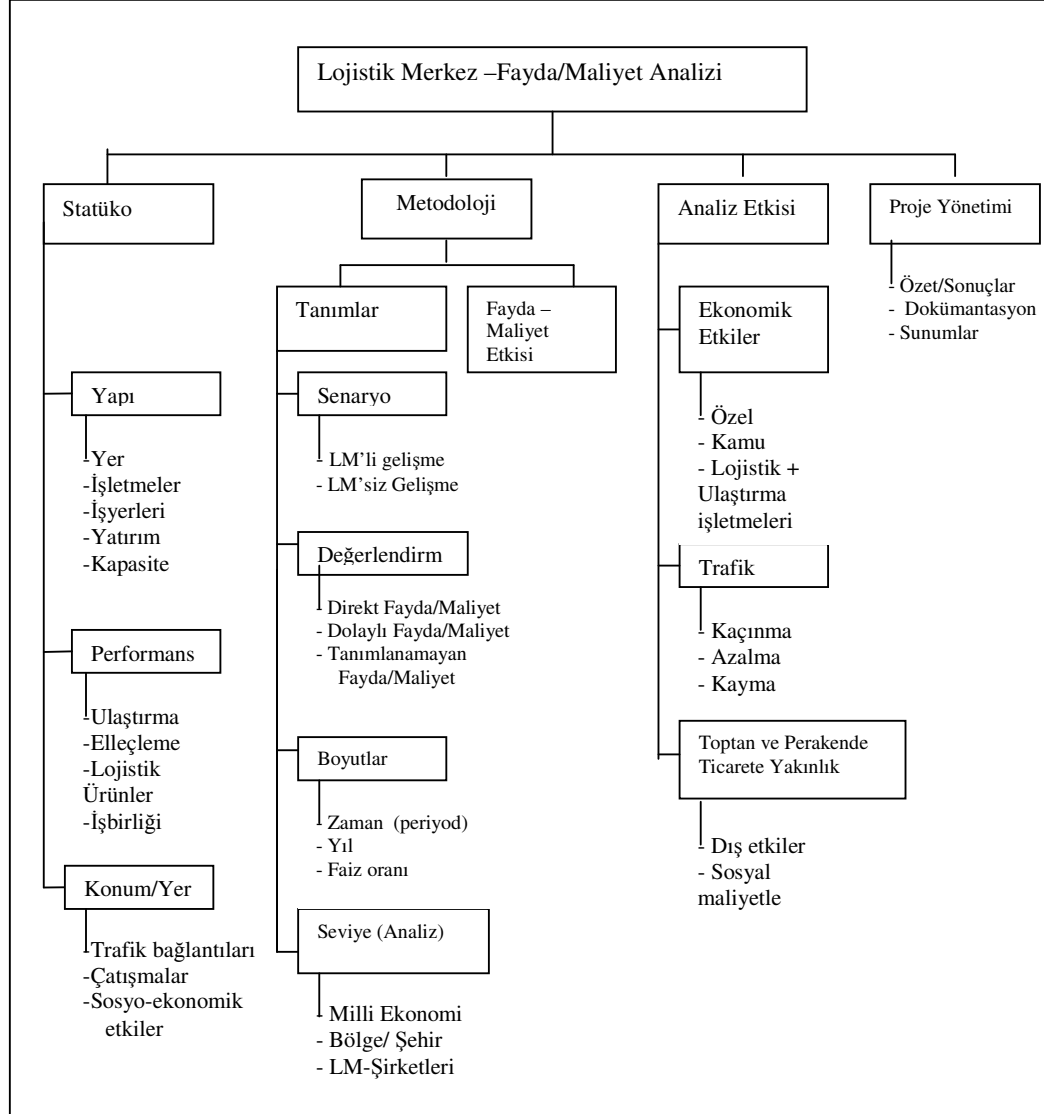 Lojistik Merkez –Fayda/Maliyet Analizi
Statüko
Yapı
-Yer
-İşletmeler
-İşyerleri
-Yatırım
-Kapasite
Performans
-Ulaştırma
-Elleçleme
-Lojistik
Ürünler
-İşbirliği
Konum/Yer
-Trafik bağlantıları
-Çatışmalar
-Sosyo-ekonomik
etkiler
Metodoloji
Tanımlar
Fayda –
Maliyet
Etkisi
Senaryo
- LM’li gelişme
- LM’siz Gelişme
Değerlendirm
- Direkt Fayda/Maliyet
- Dolaylı Fayda/Maliyet
- Tanımlanamayan
Fayda/Maliyet
Boyutlar
- Zaman (periyod)
- Yıl
- Faiz oranı
Seviye (Analiz)
- Milli Ekonomi
- Bölge/ Şehir
- LM-Şirketleri
Analiz Etkisi
Ekonomik
Etkiler
- Özel
- Kamu
- Lojistik +
Ulaştırma
işletmeleri
Trafik
- Kaçınma
- Azalma
- Kayma
Toptan ve Perakende
Ticarete Yakınlık
- Dış etkiler
- Sosyal
maliyetle
Proje Yönetimi
- Özet/Sonuçlar
- Dokümantasyon
- Sunumlar